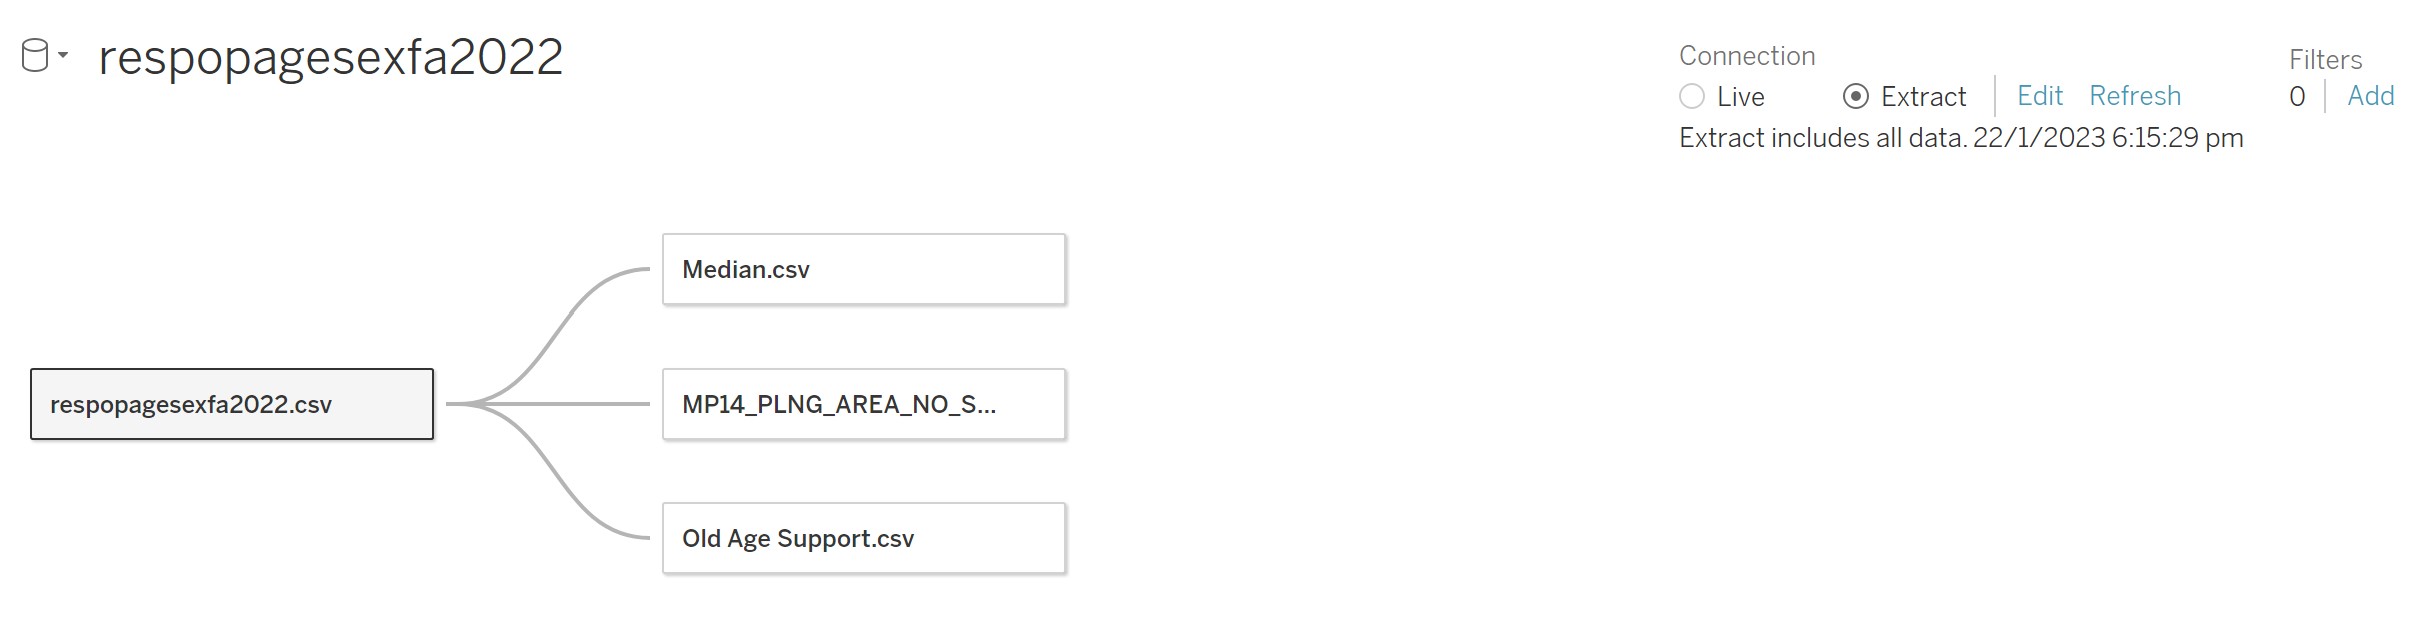 respopagesexfa2022
Connection
Live Extract Edit Refresh
Extract includes all data. 22/1/2023 6:15:29 pm
Filters
0 Add
Median.csv
respopagesexfa2022.csv
MP14_PLNG_AREA_NO_S...
Old Age Support.csv